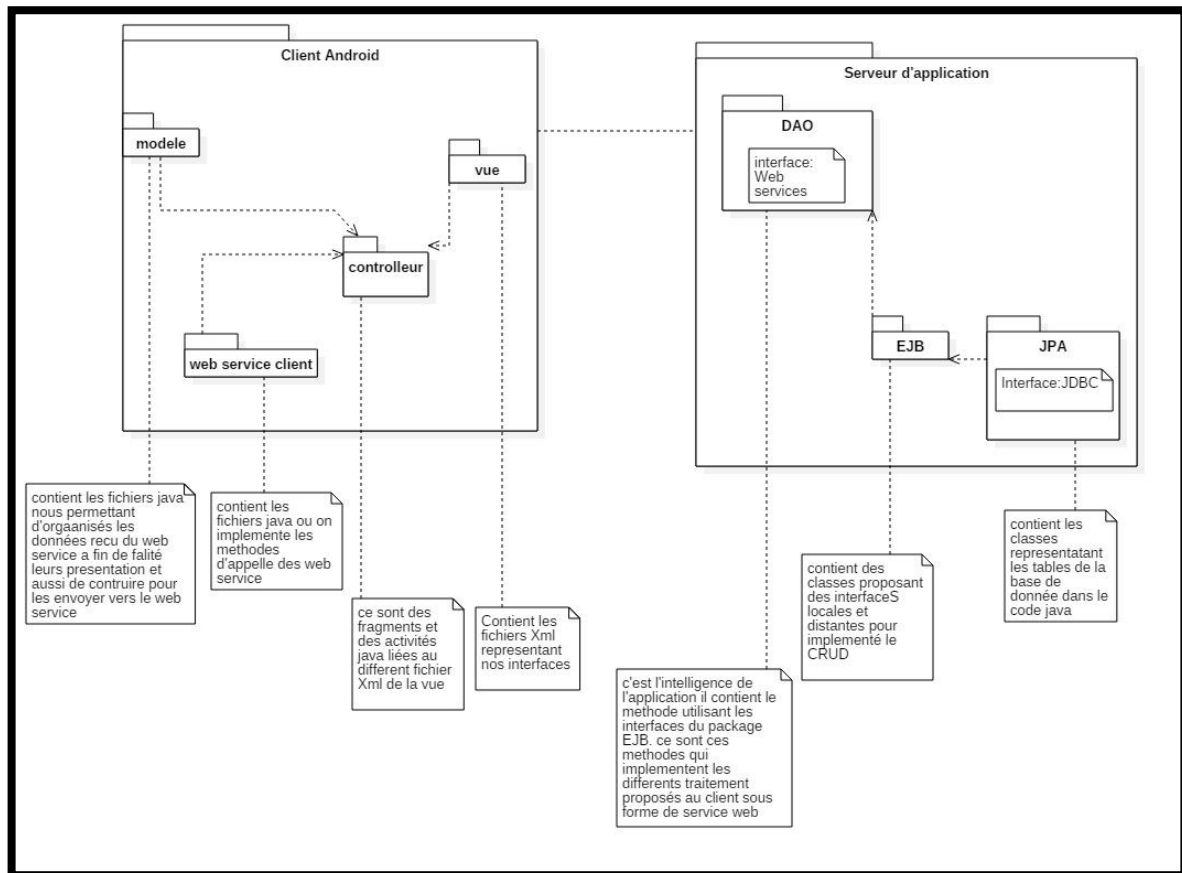 Client Android
modele
vue
controlleur
web service client
Serveur d'application
DAO
interface:
Web
services
EJB
JPA
Interface:JDBC
contient les fichiers java
nous permettant
d'orgaanisés les
données recu du web
service a fin de falité
leurs presentation et
aussi de contruire pour
les envoyer vers le web
service
contient les
fichiers java ou on
implemente les
methodes
d'appelle des web
service
ce sont des
fragments et
des activités
java liées au
different fichier
Xml de la vue
Contient les
fichiers Xml
representant
nos interfaces
c'est l'intelligence de
l'application il contient le
methode utilisant les
interfaces du package
EJB. ce sont ces
methodes qui
implementent les
differents traitement
proposés au client sous
forme de service web
contient des
classes proposant
des interfaceS
locales et
distantes pour
implementé le
CRUD
contient les
classes
representatant
les tables de la
base de
donnée dans le
code java